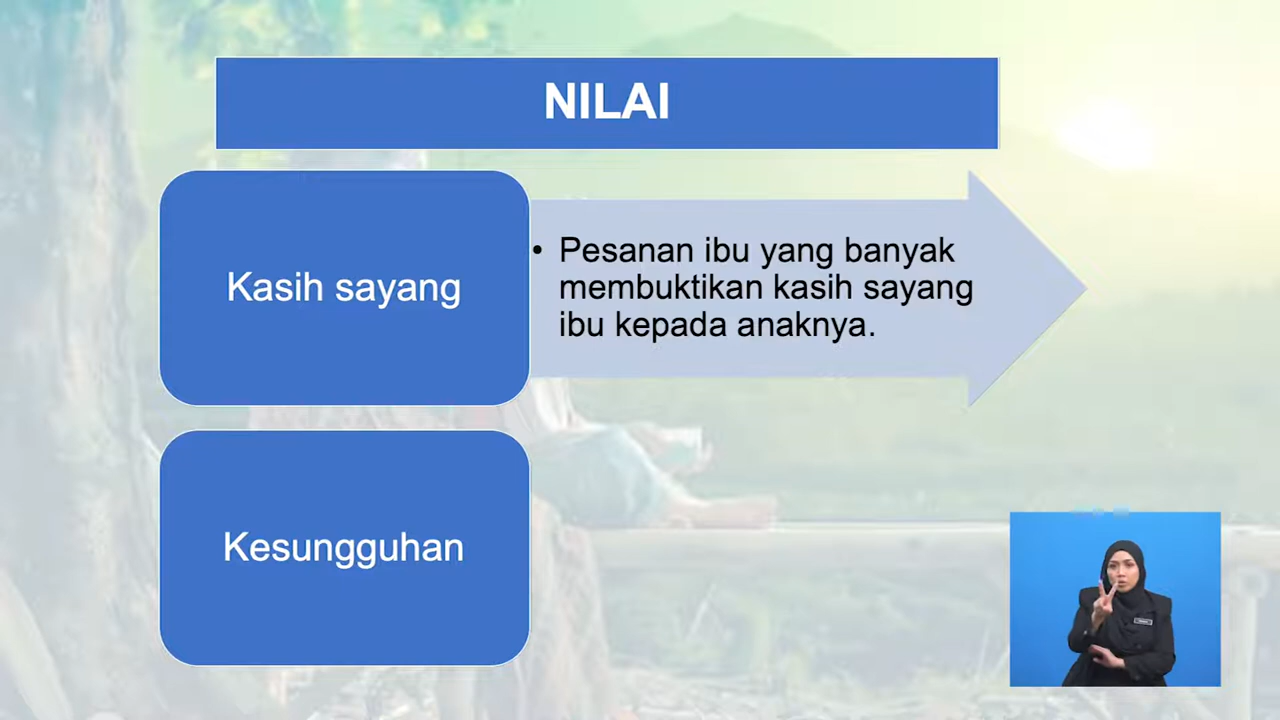 NILAI
Kasih sayang
• Pesanan ibu yang banyak
membuktikan kasih sayang
ibu kepada anaknya.
Kesungguhan